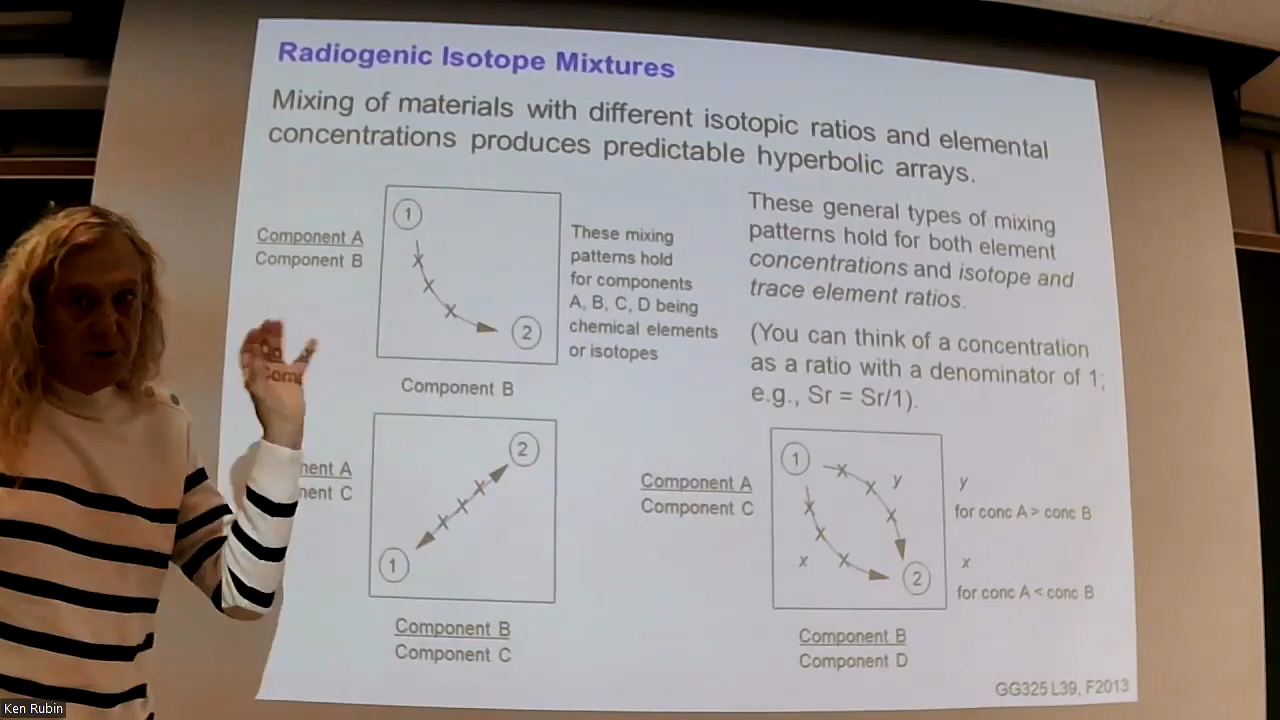 Radiogenic Isotope Mixtures
Mixing of materials with different isotopic ratios and elemental
concentrations produces predictable hyperbolic arrays.
Component A
Component B
1
2
Component B
These mixing
patterns hold
for components
A, B, C, D being
chemical elements
or isotopes
These general types of mixing
patterns hold for both element
concentrations and isotope and
trace element ratios.
(You can think of a concentration
as a ratio with a denominator of 1;
e.g., Sr = Sr/1).
nent A
nent C
2
1
Component B
Component C
Component A
Component C
1
y
x
2
Component B
Component D
y
for conc A > conc B
x
for conc A < conc B
GG325 L39, F2013
Ken Rubin